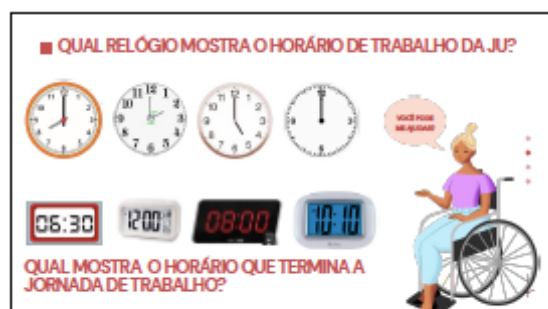 QUAL RELÓGIO MOSTRA O HORÁRIO DE TRABALHO DA JU?
VOCÊ PODE
ME AJUDAR?
06:30
12:00
08:00
10:10
QUAL MOSTRA O HORÁRIO QUE TERMINA A
JORNADA DE TRABALHO?